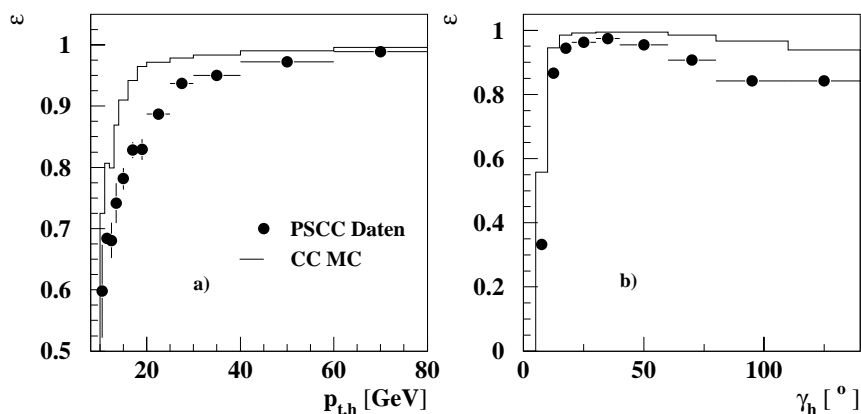 ε
1
0.9
0.8
0.7
0.6
0.5
20
40
60
80
p_t,h [GeV]
PSCC Daten
CC MC
a)
ε
1
0.8
0.6
0.4
0.2
0
0
50
100
γ_h [ °]
b)